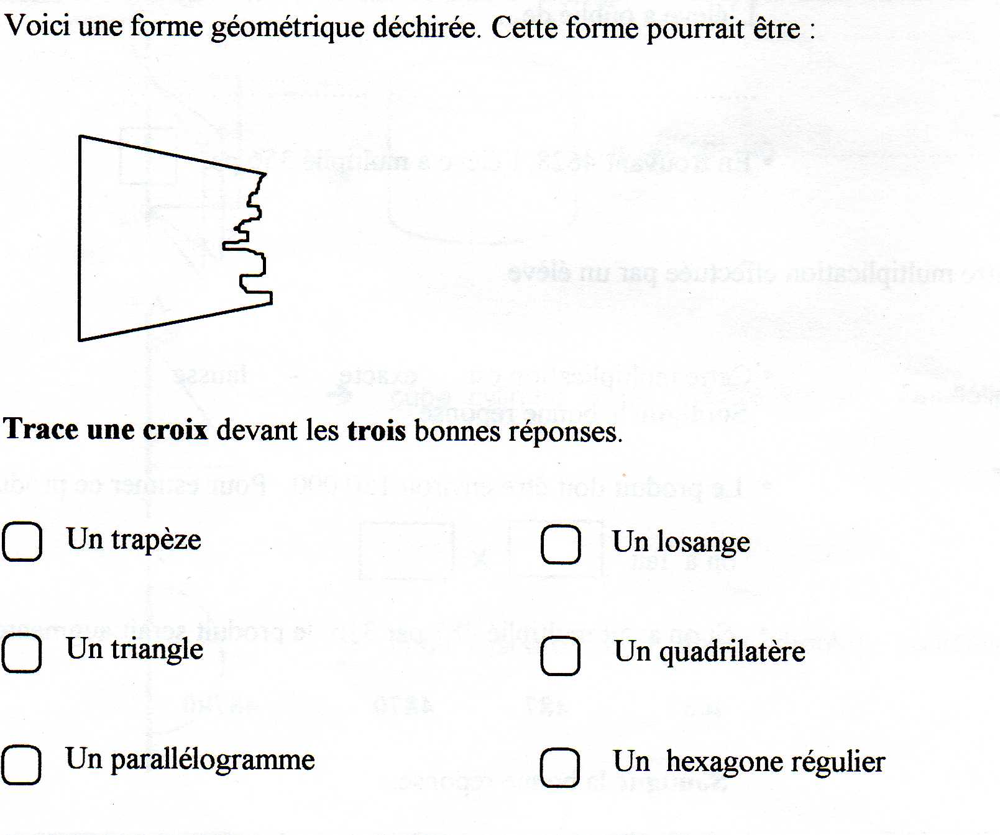 Voici une forme géométrique déchirée. Cette forme pourrait être :
Trace une croix devant les trois bonnes réponses.
Un trapèze
Un losange
Un triangle
Un quadrilatère
Un parallélogramme
Un hexagone régulier